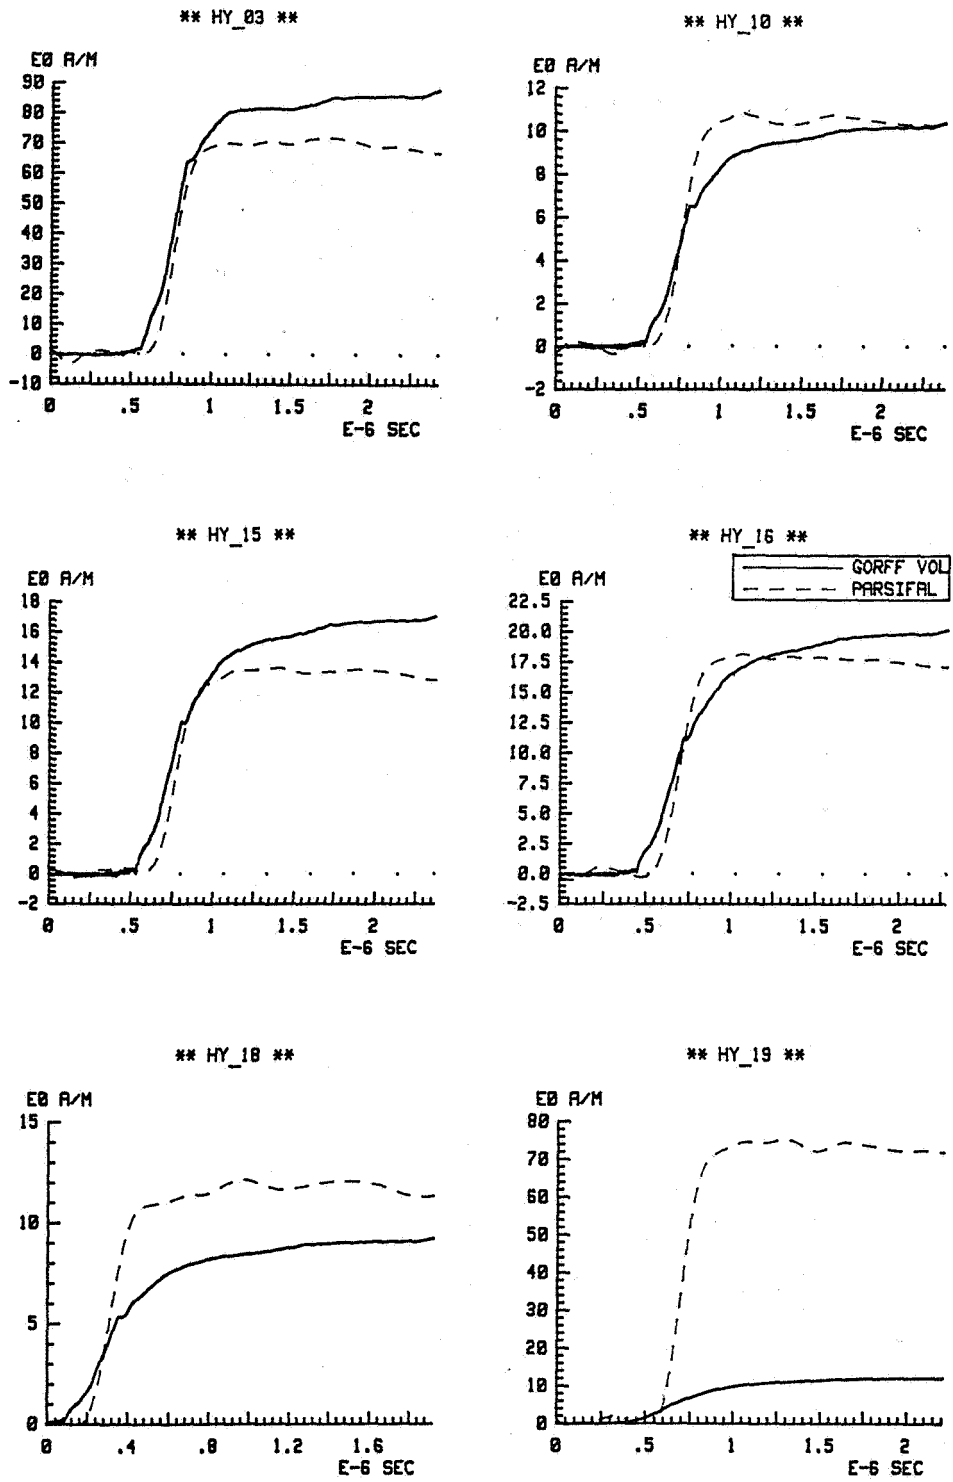 ** HY_03 **
E0 A/M
90
80
70
60
50
40
30
20
10
0
-10
0 .5 1 1.5 2
E-6 SEC
** HY_10 **
E0 A/M
12
10
8
6
4
2
0
-2
0 .5 1 1.5 2
E-6 SEC
** HY_15 **
E0 A/M
18
16
14
12
10
8
6
4
2
0
-2
0 .5 1 1.5 2
E-6 SEC
** HY_16 **
GORFF VOL
PARSIFAL
E0 A/M
22.5
20.0
17.5
15.0
12.5
10.0
7.5
5.0
2.5
0.0
-2.5
0 .5 1 1.5 2
E-6 SEC
** HY_18 **
E0 A/M
15
10
5
0
0 .4 .8 1.2 1.6
E-6 SEC
** HY_19 **
E0 A/M
80
70
60
50
40
30
20
10
0
0 .5 1 1.5 2
E-6 SEC